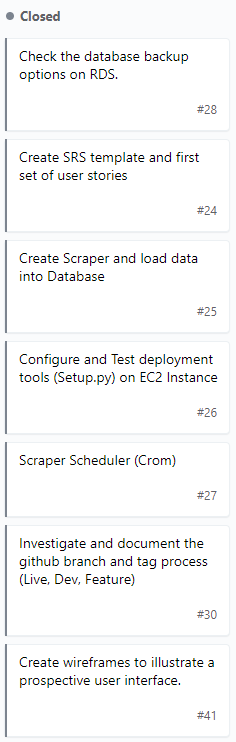 Closed
Check the database backup
options on RDS.
#28
Create SRS template and first
set of user stories
#24
Create Scraper and load data
into Database
#25
Configure and Test deployment
tools (Setup.py) on EC2 Instance
#26
Scraper Scheduler (Crom)
#27
Investigate and document the
github branch and tag process
(Live, Dev, Feature)
#30
Create wireframes to illustrate a
prospective user interface.
#41